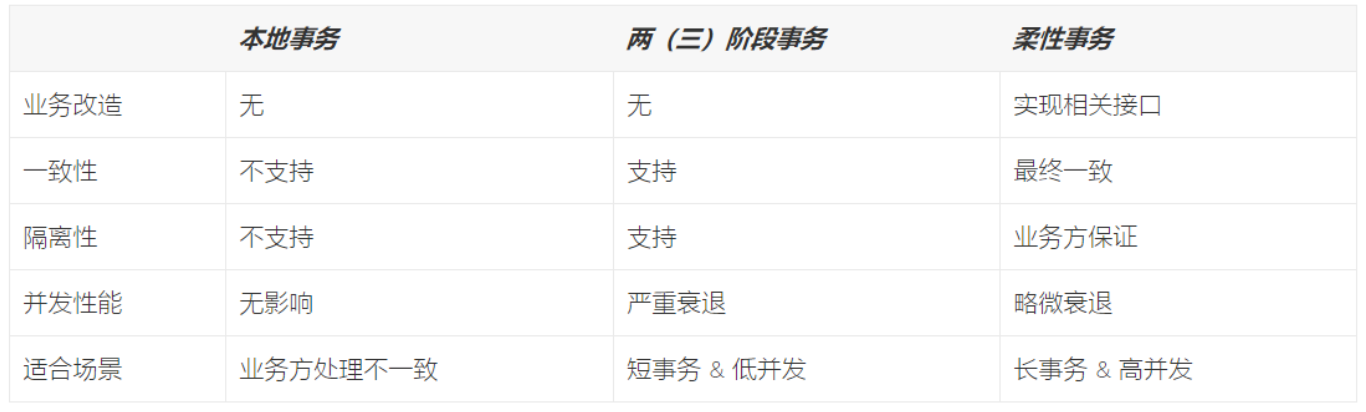 本地事务 两（三）阶段事务 柔性事务
业务改造 无 无 实现相关接口
一致性 不支持 支持 最终一致
隔离性 不支持 支持 业务方保证
并发性能 无影响 严重衰退 略微衰退
适合场景 业务方处理不一致 短事务 & 低并发 长事务 & 高并发